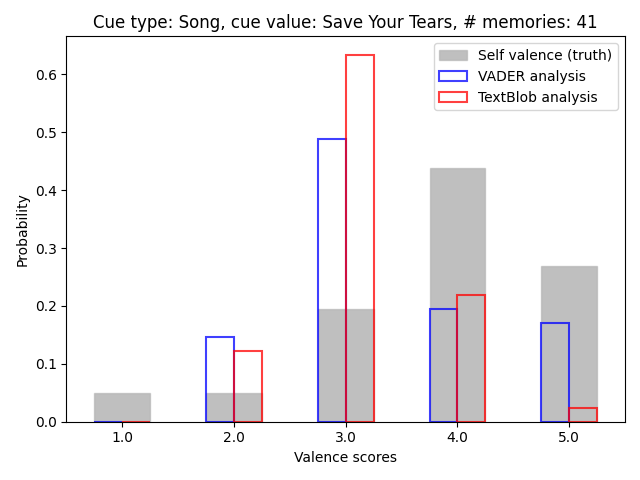 Cue type: Song, cue value: Save Your Tears, # memories: 41
Self valence (truth)
VADER analysis
TextBlob analysis
Probability
0.6
0.5
0.4
0.3
0.2
0.1
0.0
1.0 2.0 3.0 4.0 5.0
Valence scores